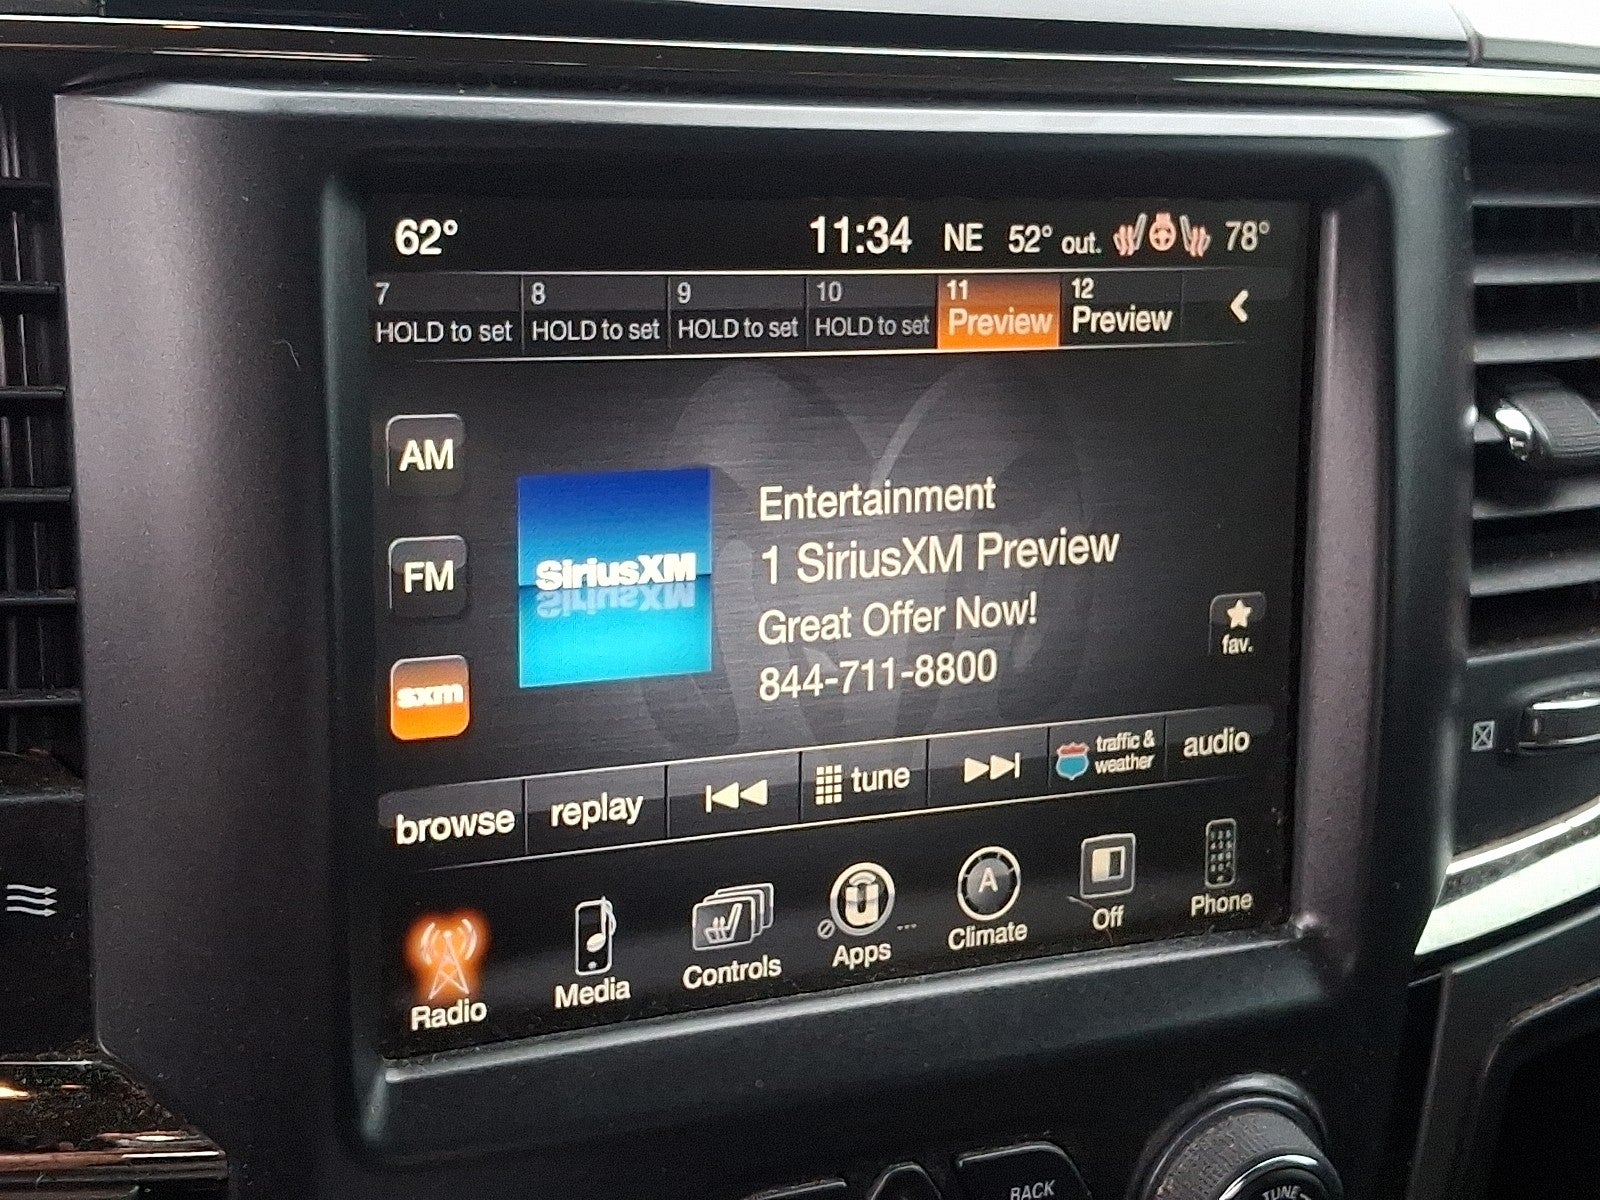 62° 11:34 NE 52° out. 78°
7 8 9 10 11 12
HOLD to set HOLD to set HOLD to set HOLD to set Preview Preview
AM
FM
sxm
SiriusXM
Entertainment
1 SiriusXM Preview
Great Offer Now!
844-711-8800
fav.
browse replay tune traffic & weather audio
Radio Media Controls Apps A Climate Off Phone
BACK
TUNE